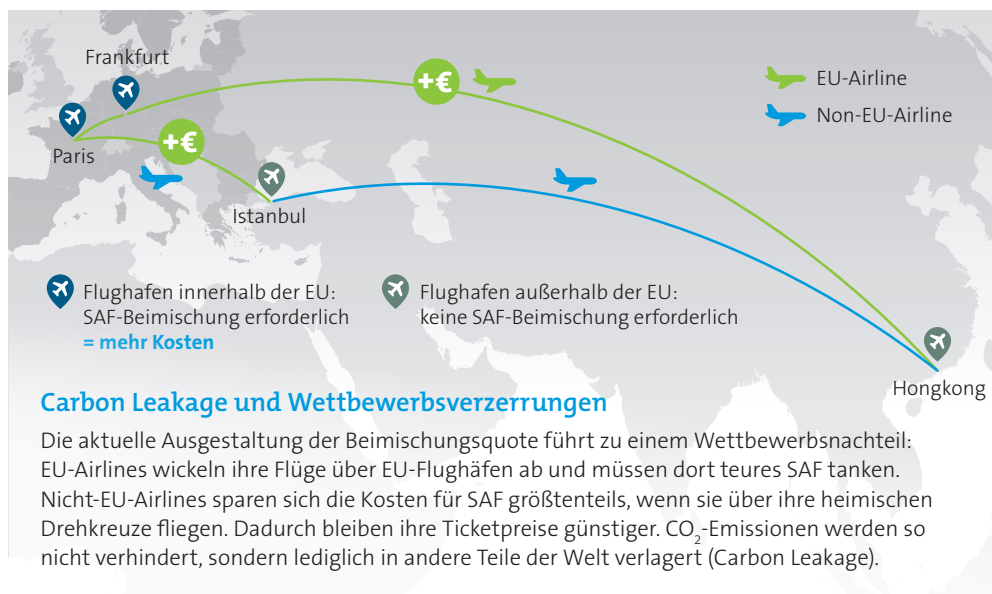 Frankfurt
+€
EU-Airline
Non-EU-Airline
+€
Paris
Istanbul
Flughafen innerhalb der EU:
SAF-Beimischung erforderlich
= mehr Kosten
Flughafen außerhalb der EU:
keine SAF-Beimischung erforderlich
Hongkong
Carbon Leakage und Wettbewerbsverzerrungen
Die aktuelle Ausgestaltung der Beimischungsquote führt zu einem Wettbewerbsnachteil:
EU-Airlines wickeln ihre Flüge über EU-Flughäfen ab und müssen dort teures SAF tanken.
Nicht-EU-Airlines sparen sich die Kosten für SAF größtenteils, wenn sie über ihre heimischen
Drehkreuze fliegen. Dadurch bleiben ihre Ticketpreise günstiger. CO₂-Emissionen werden so
nicht verhindert, sondern lediglich in andere Teile der Welt verlagert (Carbon Leakage).